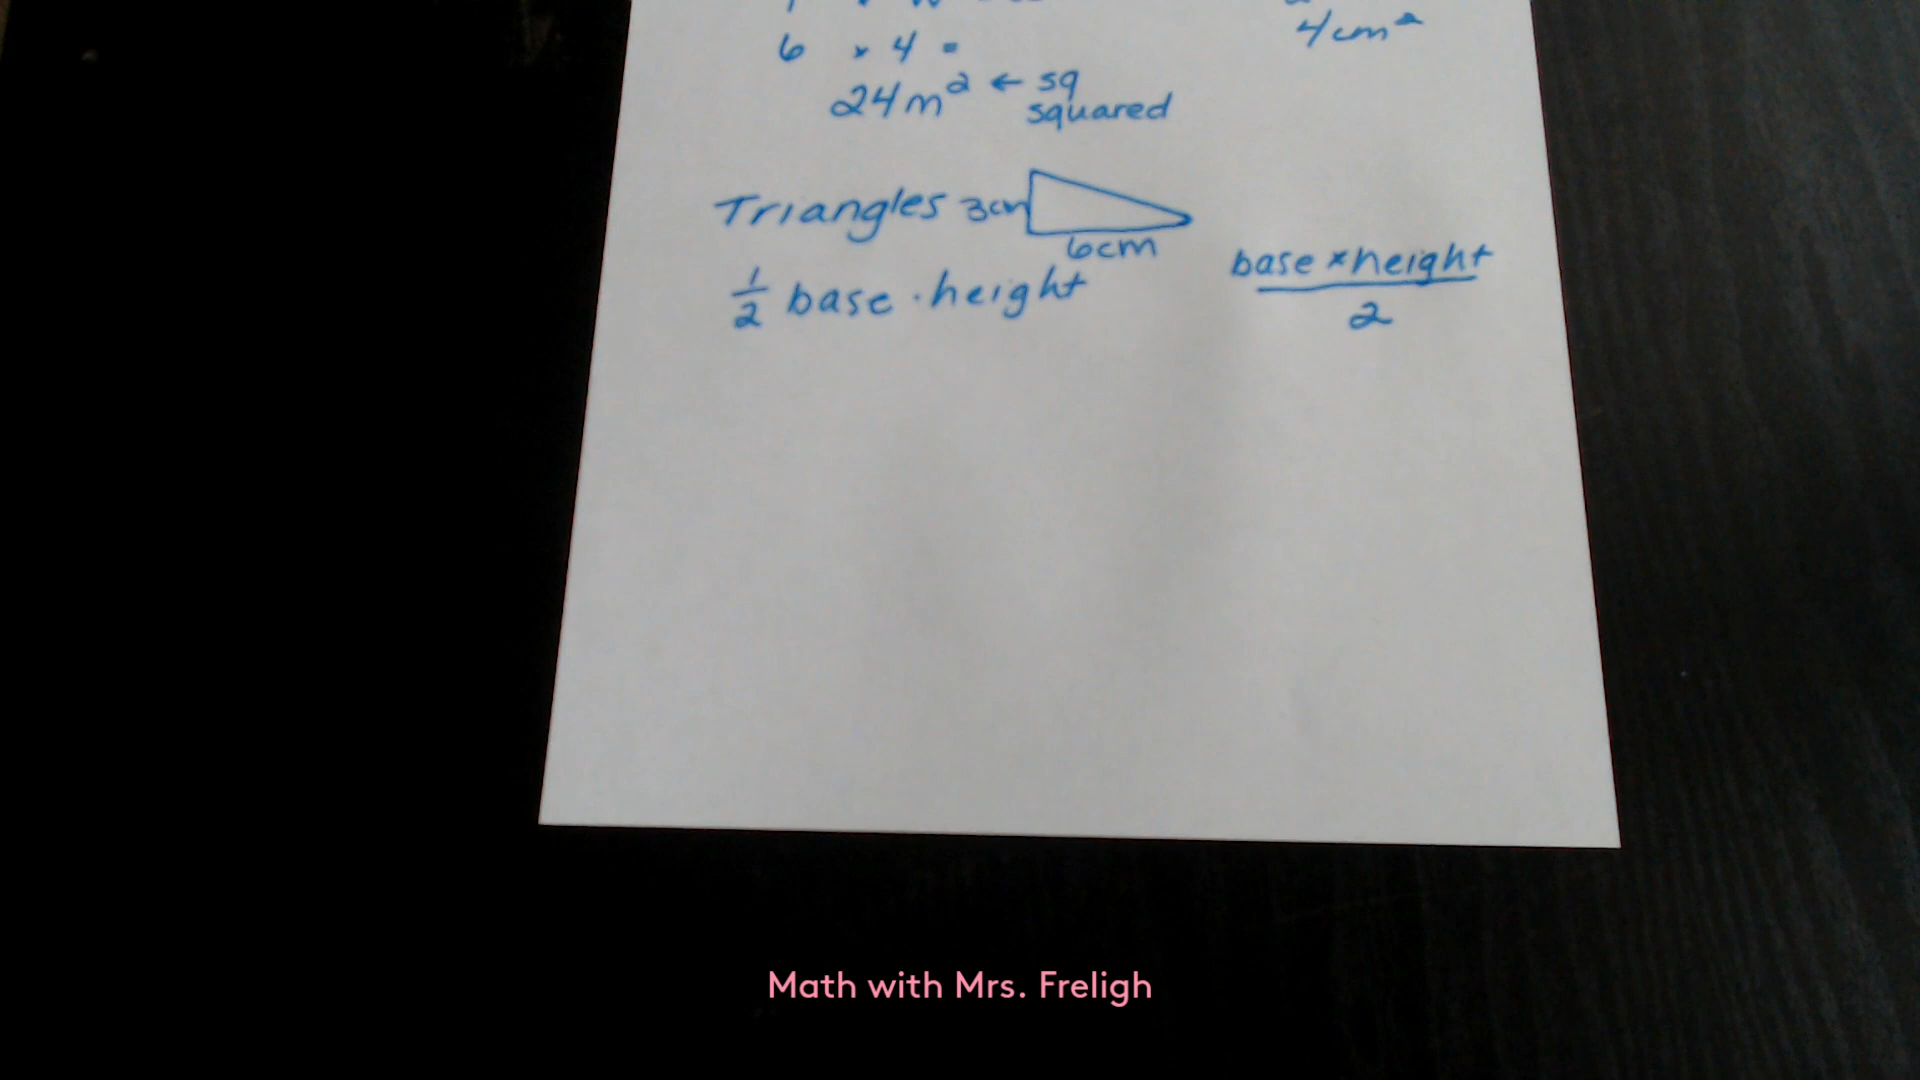 4cm²
6 × 4 =
24m² ← sq
squared
Triangles 3cm
6cm
1/2 base · height
base × height
2
Math with Mrs. Freligh